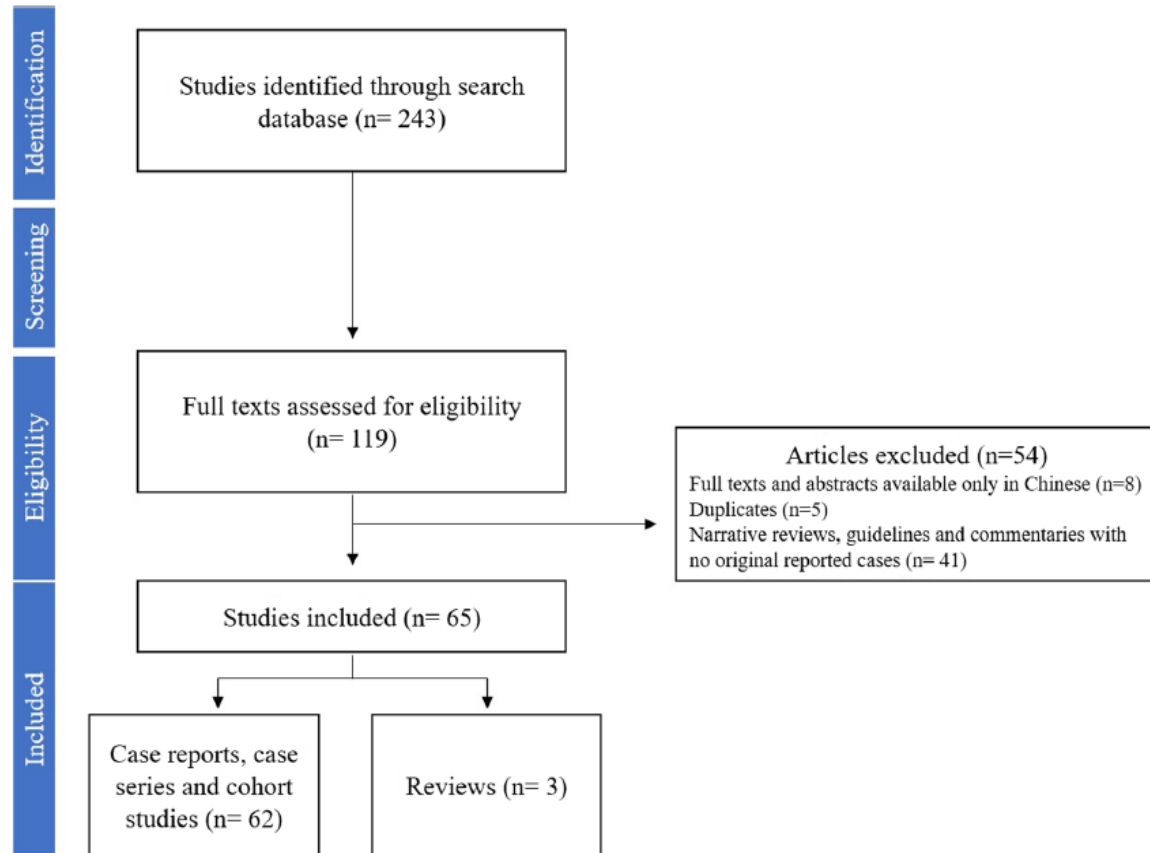 Identification
Studies identified through search
database (n= 243)
Screening
Eligibility
Full texts assessed for eligibility
(n= 119)
Articles excluded (n=54)
Full texts and abstracts available only in Chinese (n=8)
Duplicates (n=5)
Narrative reviews, guidelines and commentaries with
no original reported cases (n= 41)
Included
Studies included (n= 65)
Case reports, case
series and cohort
studies (n= 62)
Reviews (n= 3)